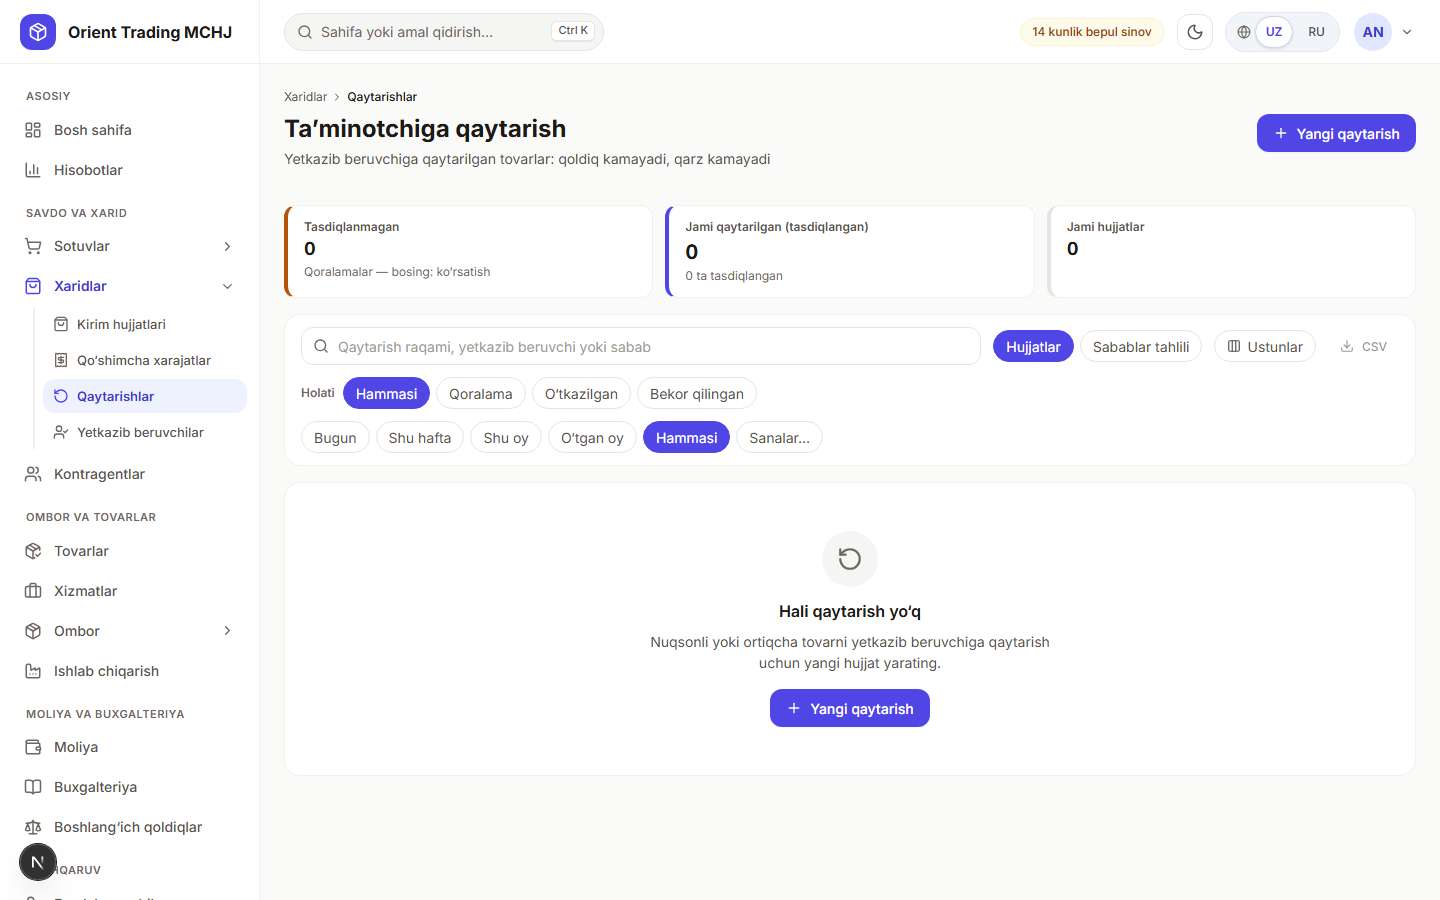 Orient Trading MCHJ
Sahifa yoki amal qidirish...
Ctrl K
14 kunlik bepul sinov
UZ
RU
AN
ASOSIY
Bosh sahifa
Hisobotlar
SAVDO VA XARID
Sotuvlar
Xaridlar
Kirim hujjatlari
Qo‘shimcha xarajatlar
Qaytarishlar
Yetkazib beruvchilar
Kontragentlar
OMBOR VA TOVARLAR
Tovarlar
Xizmatlar
Ombor
Ishlab chiqarish
MOLIYA VA BUXGALTERIYA
Moliya
Buxgalteriya
Boshlang‘ich qoldiqlar
N
Xaridlar > Qaytarishlar
Ta’minotchiga qaytarish
Yetkazib beruvchiga qaytarilgan tovarlar: qoldiq kamayadi, qarz kamayadi
+ Yangi qaytarish
Tasdiqlanmagan
0
Qoralamalar — bosing: ko‘rsatish
Jami qaytarilgan (tasdiqlangan)
0
0 ta tasdiqlangan
Jami hujjatlar
0
Qaytarish raqami, yetkazib beruvchi yoki sabab
Hujjatlar
Sabablar tahlili
Ustunlar
CSV
Holati
Hammasi
Qoralama
O‘tkazilgan
Bekor qilingan
Bugun
Shu hafta
Shu oy
O‘tgan oy
Hammasi
Sanalar...
Hali qaytarish yo‘q
Nuqsonli yoki ortiqcha tovarni yetkazib beruvchiga qaytarish
uchun yangi hujjat yarating.
+ Yangi qaytarish